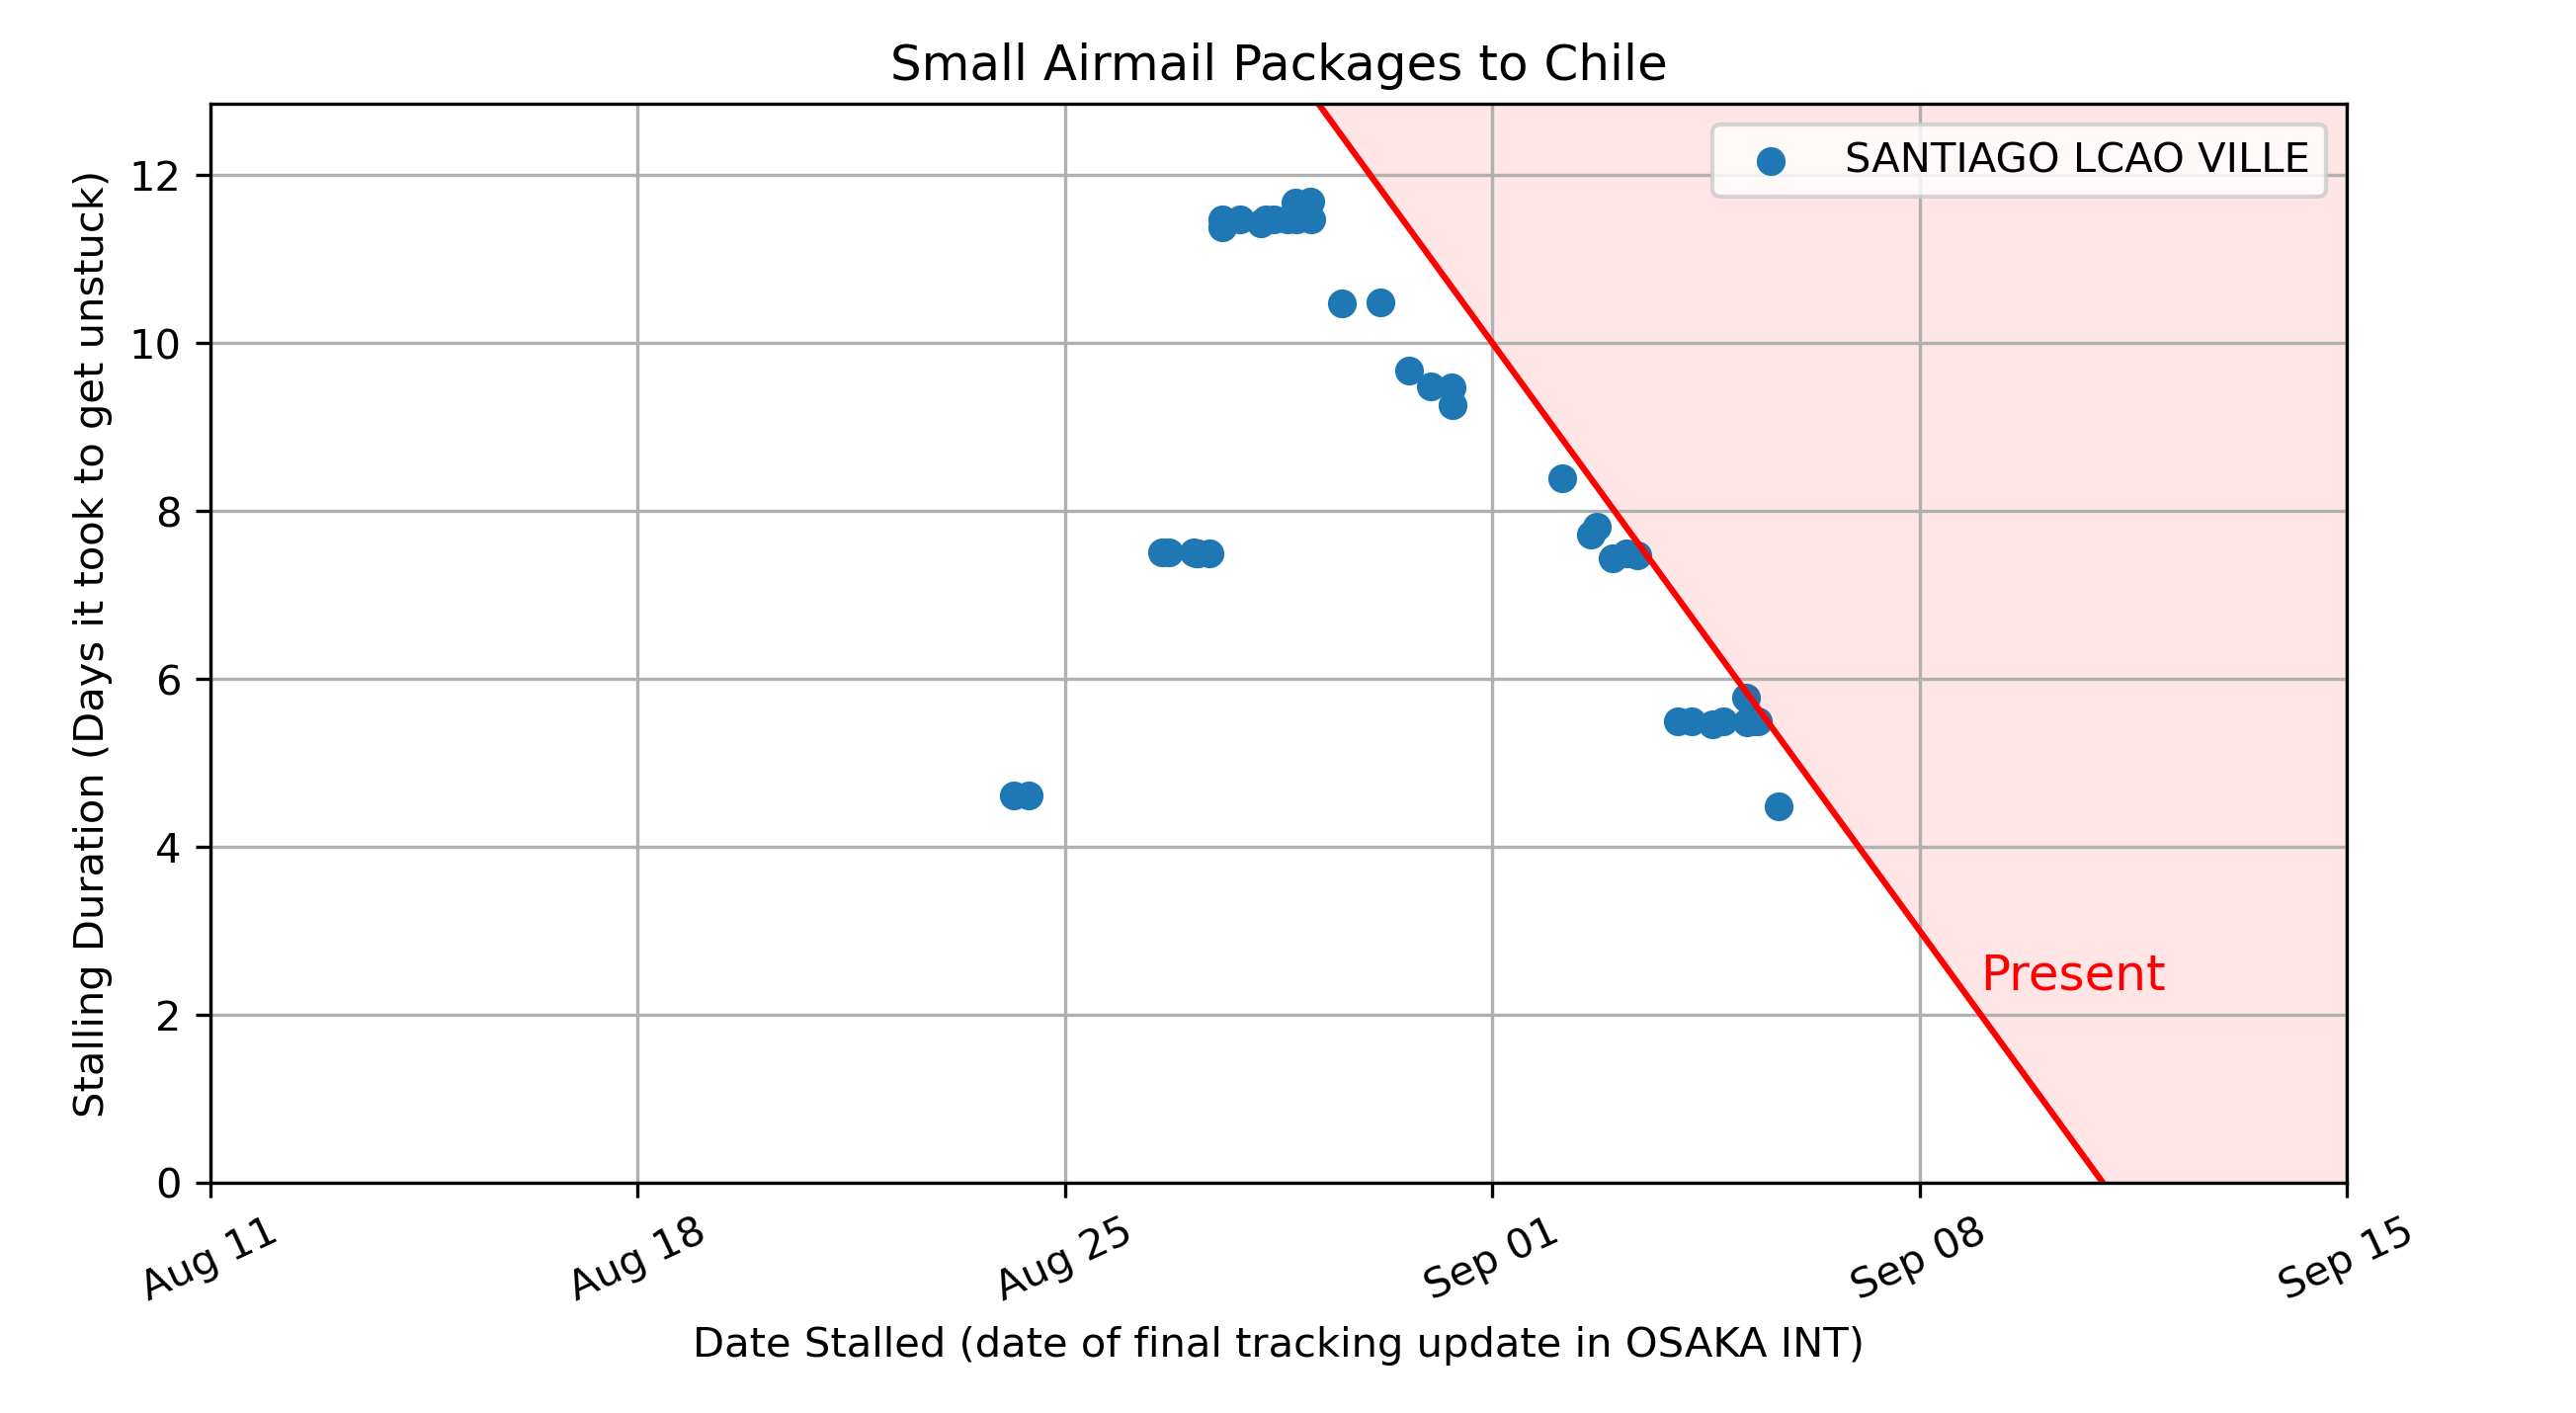 Small Airmail Packages to Chile
SANTIAGO LCAO VILLE
Stalling Duration (Days it took to get unstuck)
12
10
8
6
4
2
0
Present
Aug 11
Aug 18
Aug 25
Sep 01
Sep 08
Sep 15
Date Stalled (date of final tracking update in OSAKA INT)